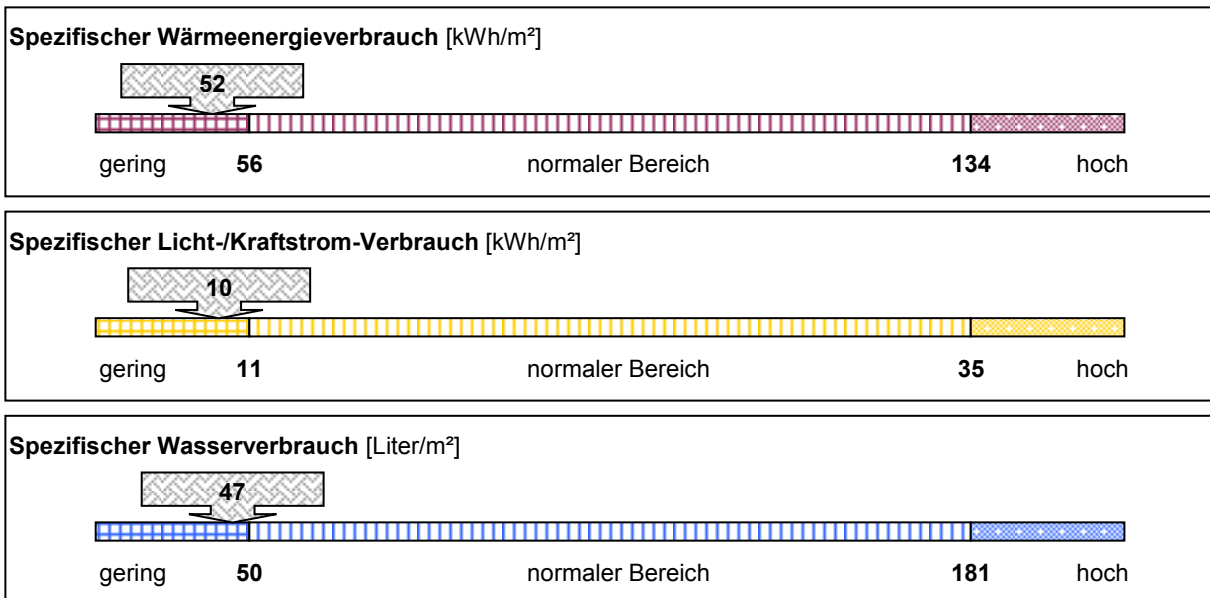 Spezifischer Wärmeenergieverbrauch [kWh/m²]
52
gering 56 normaler Bereich 134 hoch
Spezifischer Licht-/Kraftstrom-Verbrauch [kWh/m²]
10
gering 11 normaler Bereich 35 hoch
Spezifischer Wasserverbrauch [Liter/m²]
47
gering 50 normaler Bereich 181 hoch